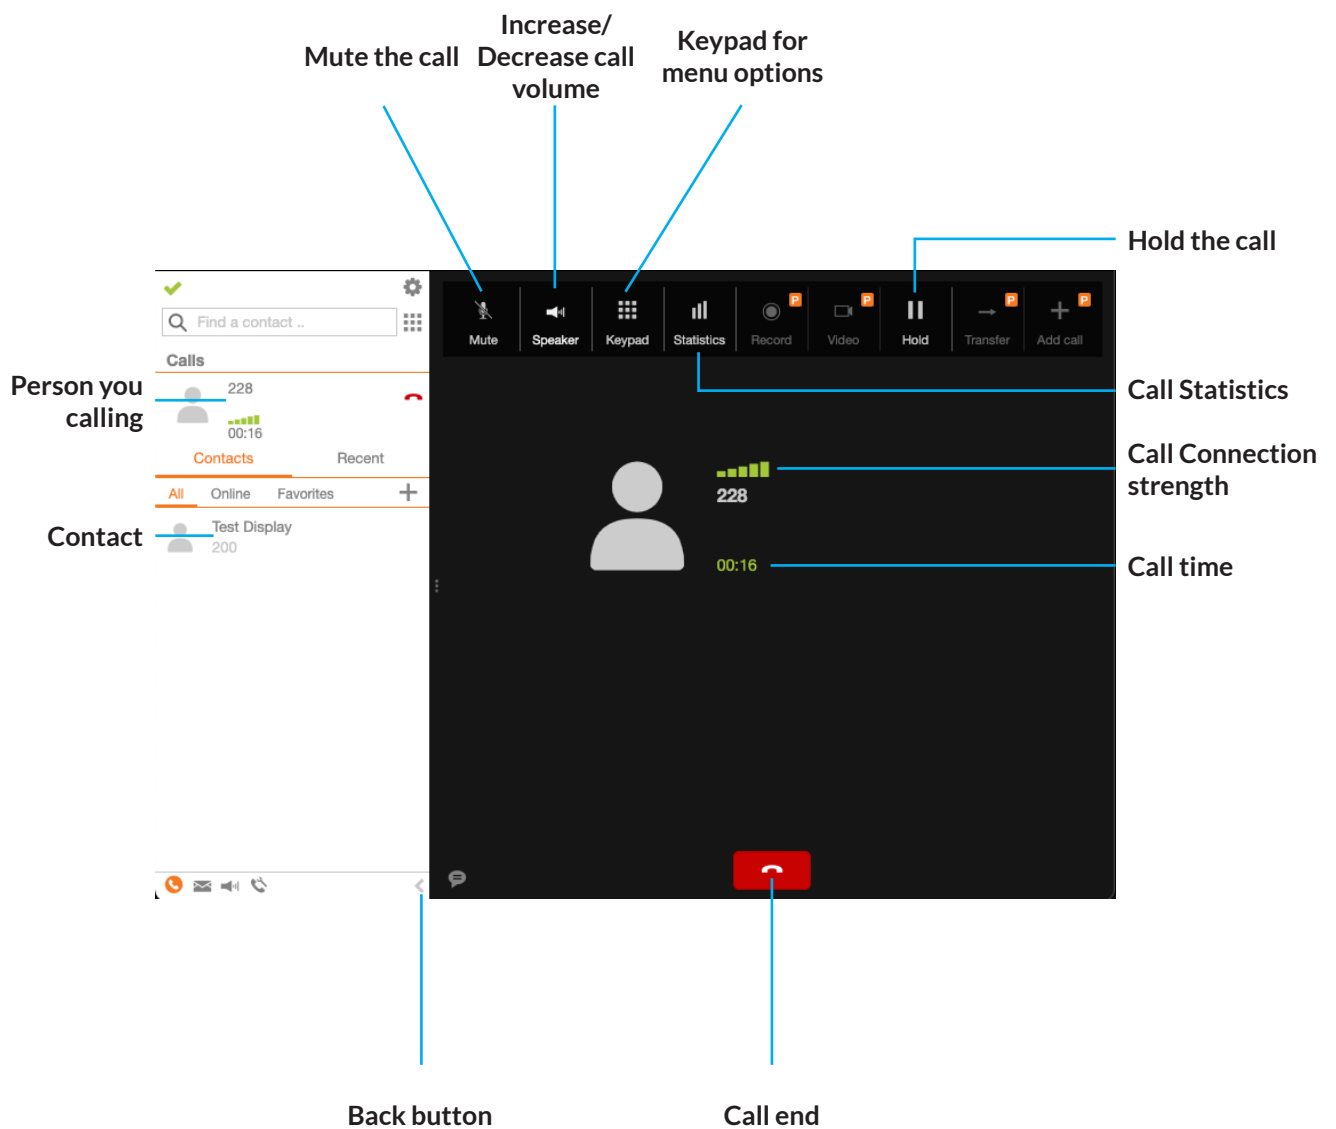 Increase/
Mute the call Decrease call
volume
Keypad for
menu options
Hold the call
Find a contact ..
Mute Speaker Keypad Statistics Record Video Hold Transfer Add call
P P P P
Calls
Person you
calling
228
00:16
Call Statistics
Contacts Recent
Call Connection
strength
228
All Online Favorites
Contact
Test Display
200
00:16
Call time
Back button
Call end